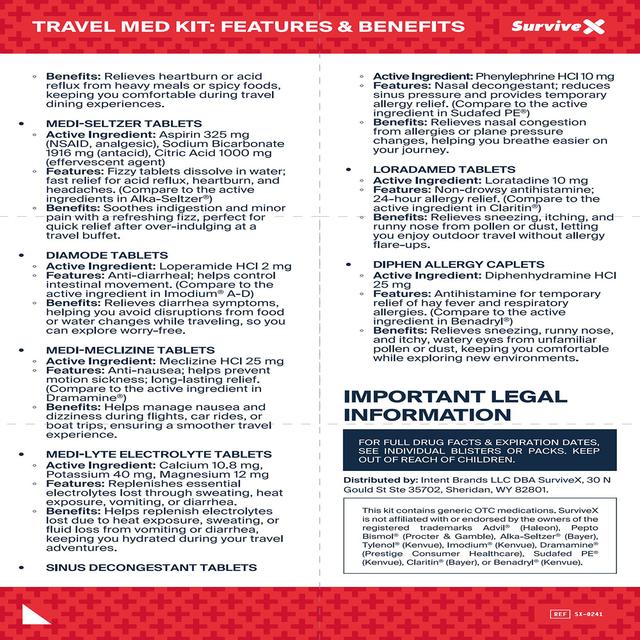 TRAVEL MED KIT: FEATURES & BENEFITS
SurviveX
◦ Benefits: Relieves heartburn or acid
reflux from heavy meals or spicy foods,
keeping you comfortable during travel
dining experiences.
• MEDI-SELTZER TABLETS
◦ Active Ingredient: Aspirin 325 mg
(NSAID, analgesic), Sodium Bicarbonate
1916 mg (antacid), Citric Acid 1000 mg
(effervescent agent)
◦ Features: Fizzy tablets dissolve in water;
fast relief for acid reflux, heartburn, and
headaches. (Compare to the active
ingredients in Alka-Seltzer®)
◦ Benefits: Soothes indigestion and minor
pain with a refreshing fizz, perfect for
quick relief after over-indulging at a
travel buffet.
• DIAMODE TABLETS
◦ Active Ingredient: Loperamide HCl 2 mg
◦ Features: Anti-diarrheal; helps control
intestinal movement. (Compare to the
active ingredient in Imodium® A-D)
◦ Benefits: Relieves diarrhea symptoms,
helping you avoid disruptions from food
or water changes while traveling, so you
can explore worry-free.
• MEDI-MECLIZINE TABLETS
◦ Active Ingredient: Meclizine HCl 25 mg
◦ Features: Anti-nausea; helps prevent
motion sickness; long-lasting relief.
(Compare to the active ingredient in
Dramamine®)
◦ Benefits: Helps manage nausea and
dizziness during flights, car rides, or
boat trips, ensuring a smoother travel
experience.
• MEDI-LYTE ELECTROLYTE TABLETS
◦ Active Ingredient: Calcium 10.8 mg,
Potassium 40 mg, Magnesium 12 mg
◦ Features: Replenishes essential
electrolytes lost through sweating, heat
exposure, vomiting, or diarrhea.
◦ Benefits: Helps replenish electrolytes
lost due to heat exposure, sweating, or
fluid loss from vomiting or diarrhea,
keeping you hydrated during your travel
adventures.
• SINUS DECONGESTANT TABLETS
◦ Active Ingredient: Phenylephrine HCl 10 mg
◦ Features: Nasal decongestant; reduces
sinus pressure and provides temporary
allergy relief. (Compare to the active
ingredient in Sudafed PE®)
◦ Benefits: Relieves nasal congestion
from allergies or plane pressure
changes, helping you breathe easier on
your journey.
• LORADAMED TABLETS
◦ Active Ingredient: Loratadine 10 mg
◦ Features: Non-drowsy antihistamine;
24-hour allergy relief. (Compare to the
active ingredient in Claritin®)
◦ Benefits: Relieves sneezing, itching, and
runny nose from pollen or dust, letting
you enjoy outdoor travel without allergy
flare-ups.
• DIPHEN ALLERGY CAPLETS
◦ Active Ingredient: Diphenhydramine HCl
25 mg
◦ Features: Antihistamine for temporary
relief of hay fever and respiratory
allergies. (Compare to the active
ingredient in Benadryl®)
◦ Benefits: Relieves sneezing, runny nose,
and itchy, watery eyes from unfamiliar
pollen or dust, keeping you comfortable
while exploring new environments.
IMPORTANT LEGAL
INFORMATION
FOR FULL DRUG FACTS & EXPIRATION DATES,
SEE INDIVIDUAL BLISTERS OR PACKS. KEEP
OUT OF REACH OF CHILDREN.
Distributed by: Intent Brands LLC DBA SurviveX, 30 N
Gould St Ste 35702, Sheridan, WY 82801.
This kit contains generic OTC medications. SurviveX
is not affiliated with or endorsed by the owners of the
registered trademarks Advil® (Haleon), Pepto
Bismol® (Procter & Gamble), Alka-Seltzer® (Bayer),
Tylenol® (Kenvue), Imodium® (Kenvue), Dramamine®
(Prestige Consumer Healthcare), Sudafed PE®
(Kenvue), Claritin® (Bayer), or Benadryl® (Kenvue).
REF SX-0241